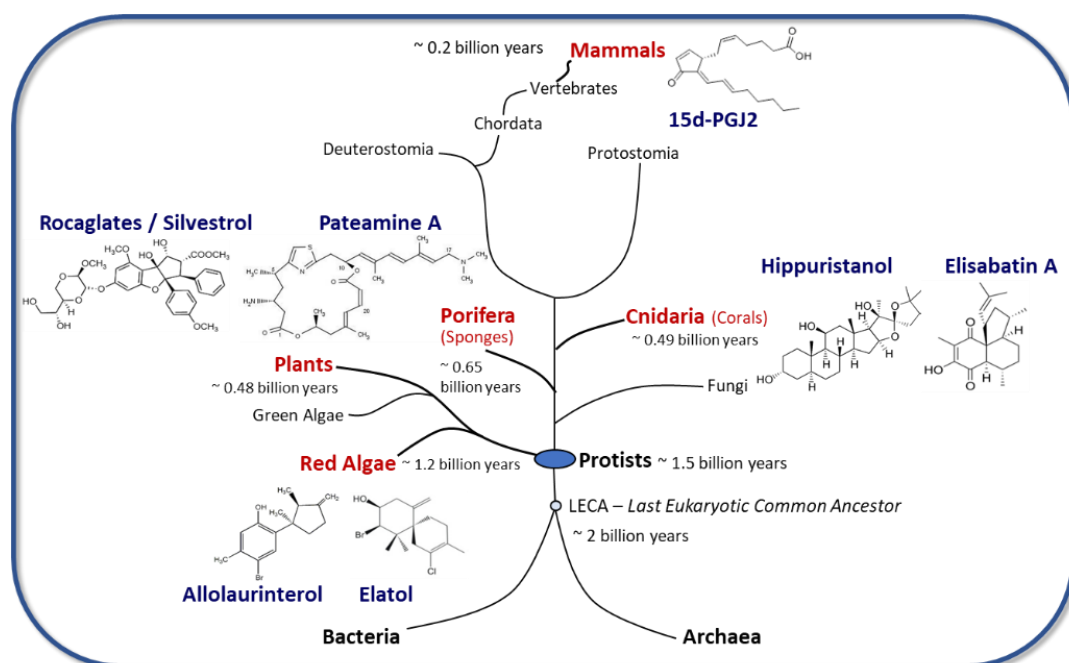 ~ 0.2 billion years Mammals
15d-PGJ2
Vertebrates
Chordata
Deuterostomia
Protostomia
Rocaglates / Silvestrol
Pateamine A
Hippuristanol
Elisabatin A
Porifera
(Sponges)
~ 0.65
billion years
Cnidaria (Corals)
~ 0.49 billion years
Plants
~ 0.48 billion years
Green Algae
Fungi
Red Algae ~ 1.2 billion years
Protists ~ 1.5 billion years
LECA – Last Eukaryotic Common Ancestor
~ 2 billion years
Allolaurinterol
Elatol
Bacteria
Archaea